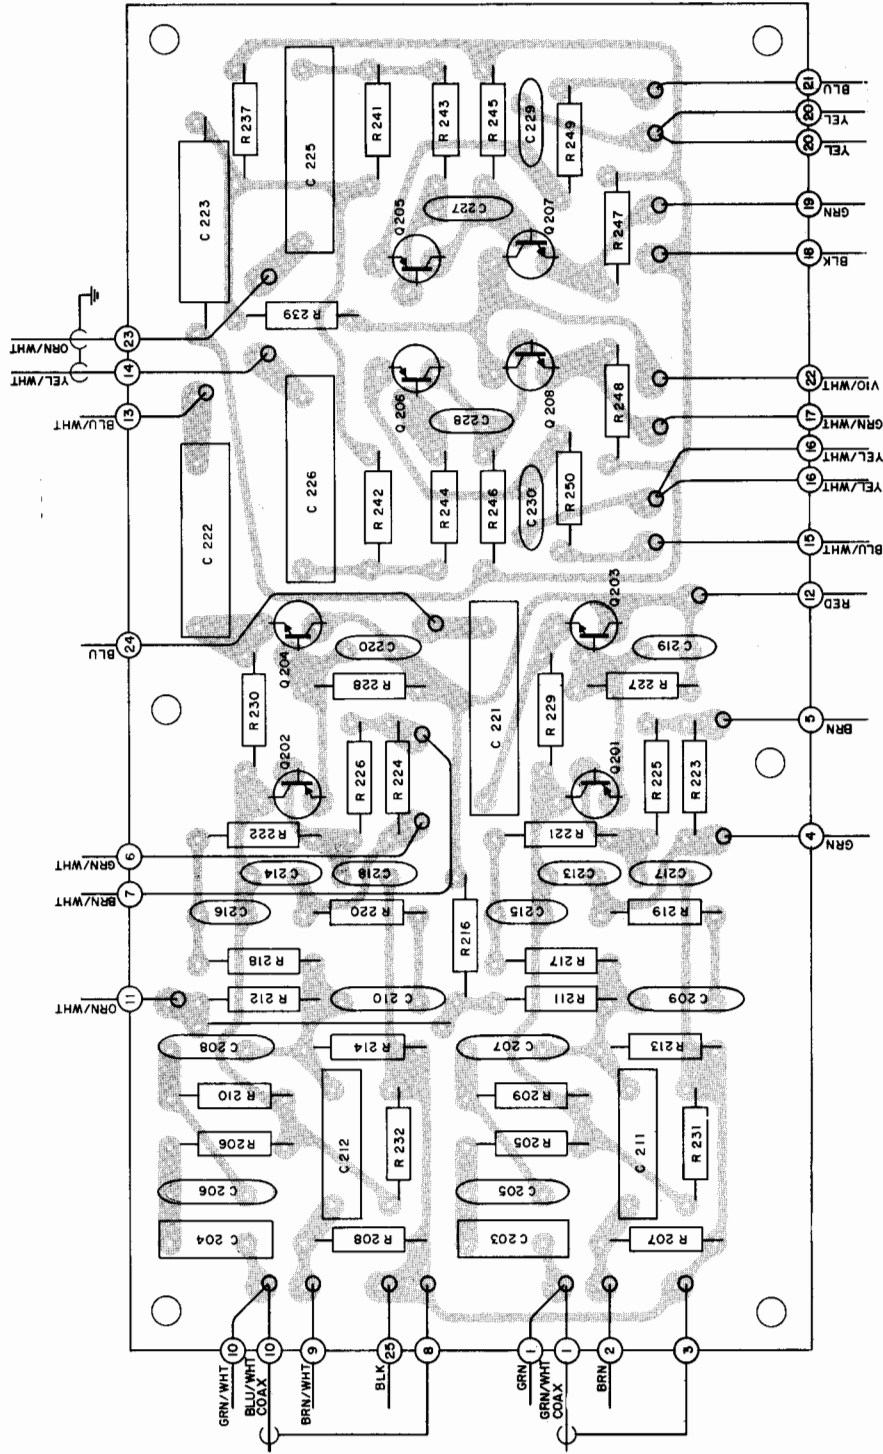 ORN/WHT
YEL/WHT
BLU/WHT
23
14
13
BLU
24
GRN/WHT
6
BRN/WHT
7
ORN/WHT
11
C 223
R 237
C 225
R 241
R 243
R 245
C 229
R 249
21
BLU
20
YEL
20
YEL
C 227
Q 205
Q 207
R 247
19
GRN
18
BLK
R 239
C 222
C 226
Q 206
Q 208
C 228
R 248
22
VIO/WHT
17
GRN/WHT
16
YEL/WHT
16
YEL/WHT
R 242
R 244
R 246
C 230
R 250
15
BLU/WHT
12
RED
Q 204
C 220
R 228
R 230
Q203
C 219
R 227
R 229
C 221
Q 202
R 226
R 224
Q201
R 225
R 223
5
BRN
4
GRN
R 222
C 214
C 218
C 216
R 220
R 221
C 213
C 217
C 215
R 219
R 216
R 218
R 212
C 210
R 217
R 211
C 209
C 208
R 214
C 207
R 213
R 210
R 206
C 212
R 232
R 209
R 205
C 211
R 231
C 206
C 204
R 208
C 205
C 203
R 207
10
GRN/WHT
10
BLU/WHT
COAX
9
BRN/WHT
25
BLK
8
1
GRN
1
GRN/WHT
COAX
2
BRN
3